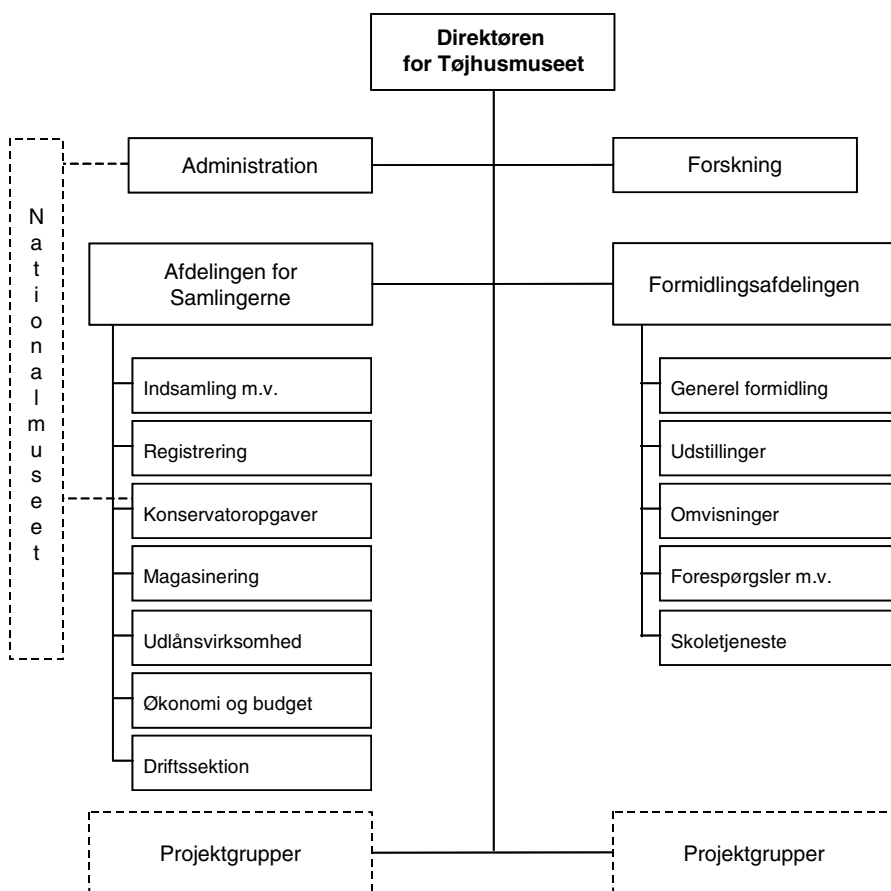 Direktøren
for Tøjhusmuseet
Administration
Forskning
Nationalmuseet
Afdelingen for
Samlingerne
Formidlingsafdelingen
Indsamling m.v.
Registrering
Konservatoropgaver
Magasinering
Udlånsvirksomhed
Økonomi og budget
Driftssektion
Generel formidling
Udstillinger
Omvisninger
Forespørgsler m.v.
Skoletjeneste
Projektgrupper
Projektgrupper